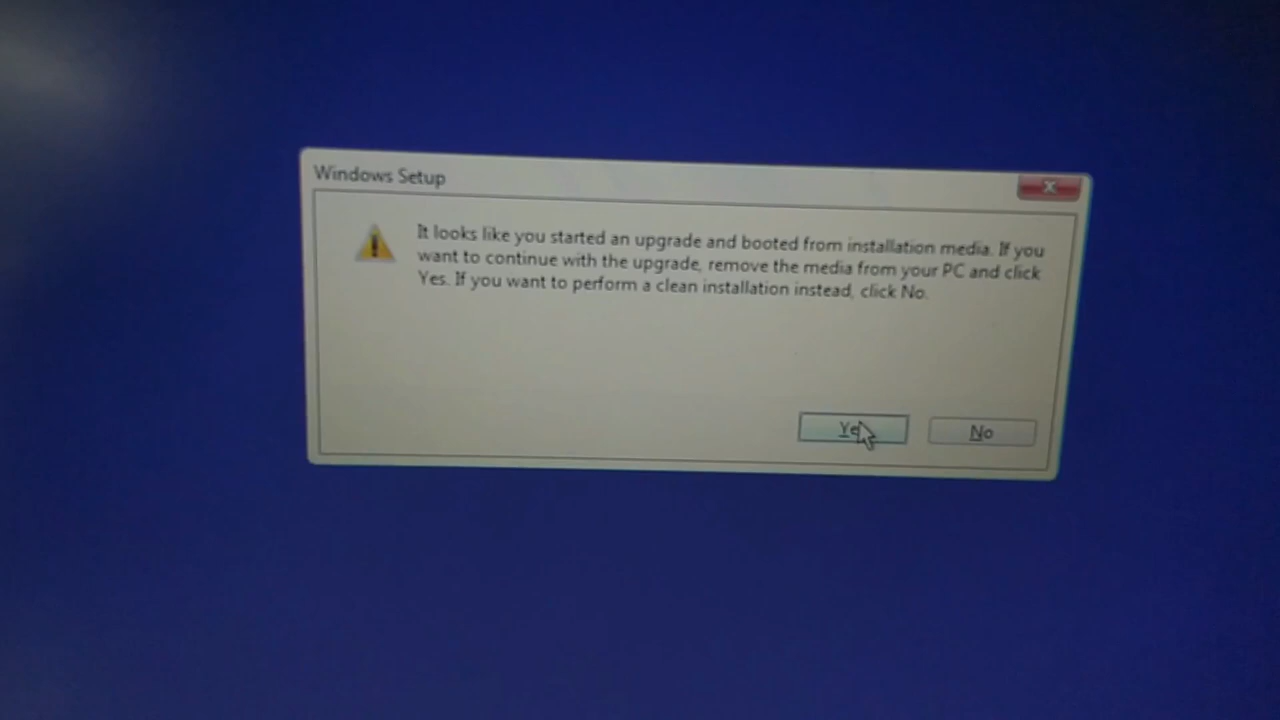 Windows Setup
It looks like you started an upgrade and booted from installation media. If you
want to continue with the upgrade, remove the media from your PC and click
Yes. If you want to perform a clean installation instead, click No.
Yes
No